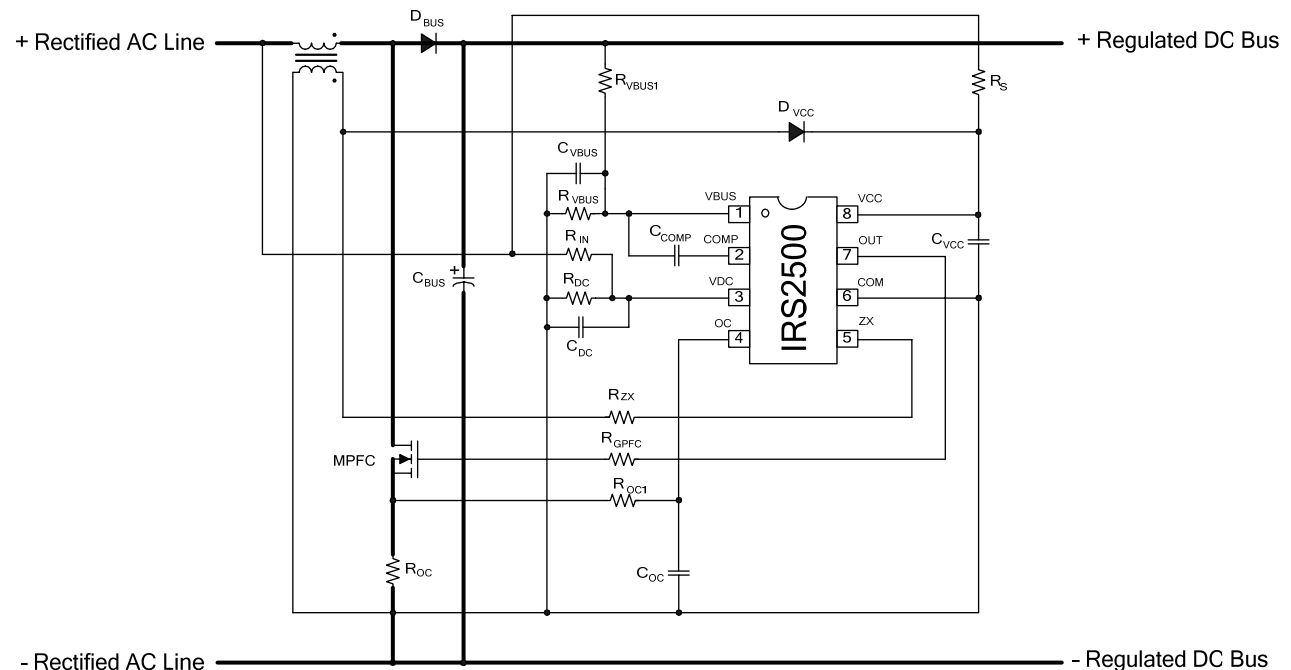 D BUS
+ Rectified AC Line
+ Regulated DC Bus
R VBUS1
R S
D VCC
C VBUS
R VBUS
VBUS
1
8
VCC
R IN
C COMP
COMP
2
7
OUT
C VCC
C BUS
+
R DC
VDC
3
6
COM
C DC
OC
4
5
ZX
IRS2500
R ZX
MPFC
R GPFC
R OC1
R OC
C OC
- Rectified AC Line
- Regulated DC Bus